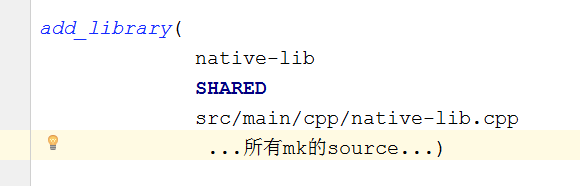 add_library(
native-lib
SHARED
src/main/cpp/native-lib.cpp
...所有mk的source...)